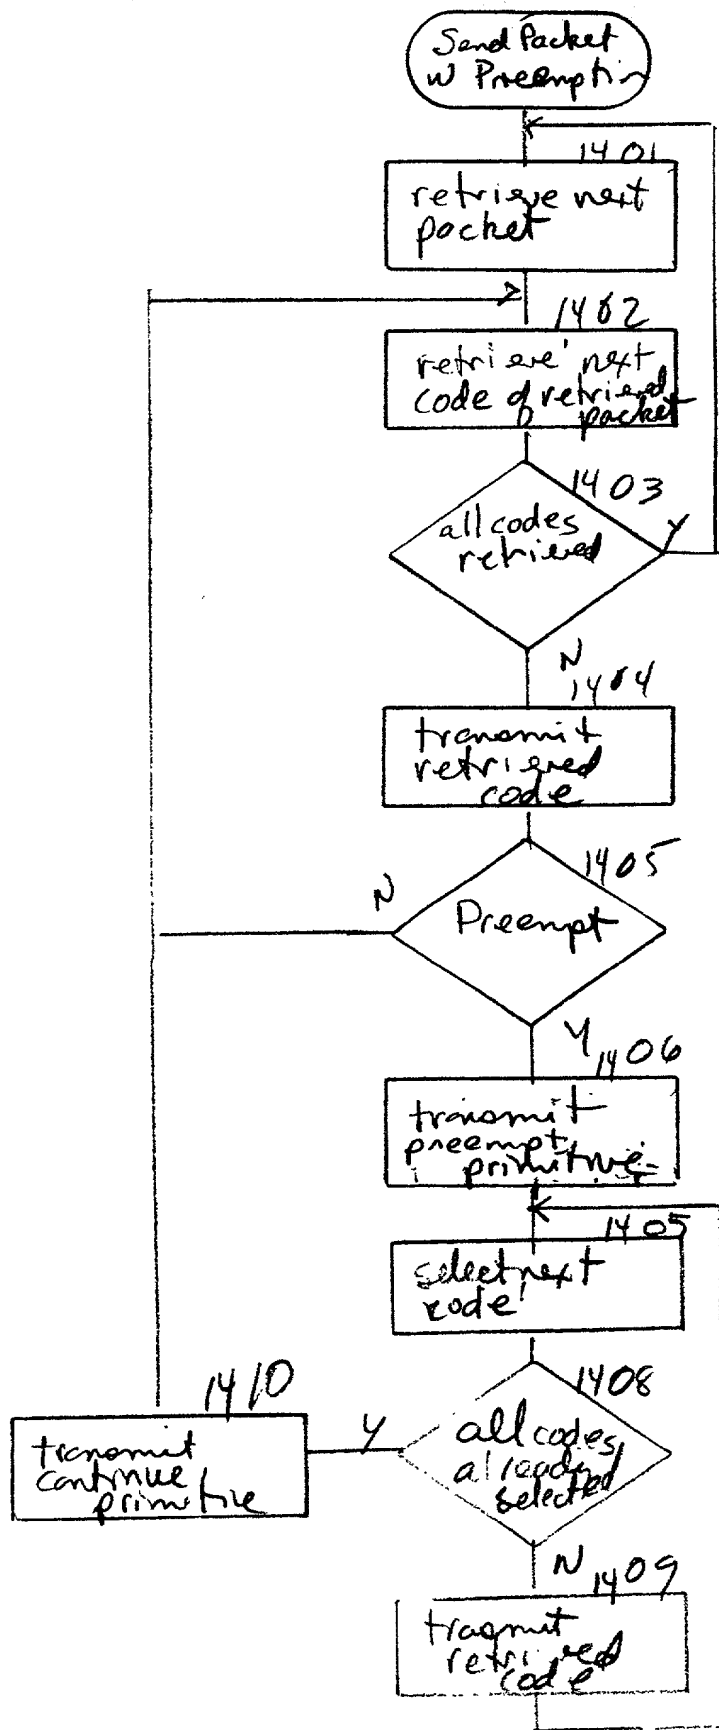 Send Packet
w Preemption
1401
retrieve next
packet
1402
retrieve next
code of retrieved
packet
1403
all codes
retrieved
Y
N
1404
transmit
retrieved
code
1405
N
Preempt
Y
1406
transmit
preempt
primitive
1405
select next
code
1408
1410
all codes
already
selected
Y
transmit
continue
primitive
N
1409
transmit
retrieved
code